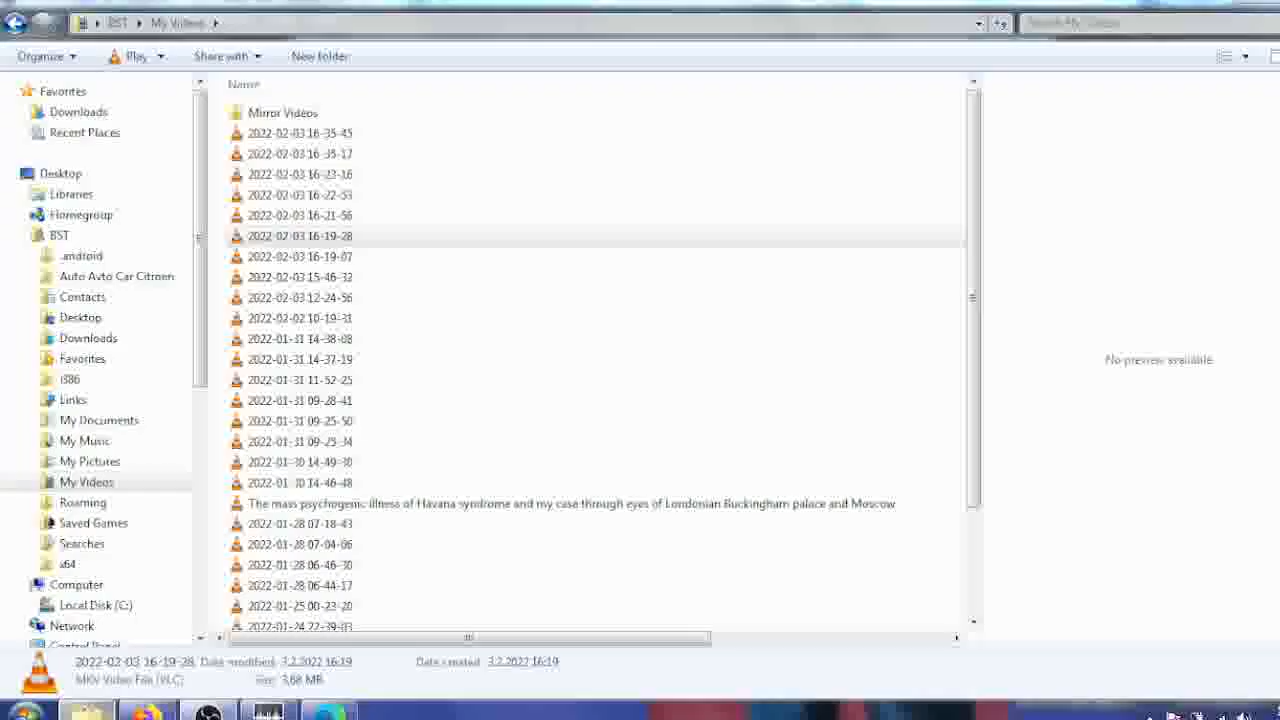 BST My Videos
Organize Play Share with New folder
Favorites
Downloads
Recent Places
Desktop
Libraries
Homegroup
BST
.android
Auto Avto Car Citroen
Contacts
Desktop
Downloads
Favorites
i386
Links
My Documents
My Music
My Pictures
My Videos
Roaming
Saved Games
Searches
x64
Computer
Local Disk (C:)
Network
Control Panel
Name
Mirror Videos
2022-02-03 16-35-45
2022-02-03 16-35-17
2022-02-03 16-23-16
2022-02-03 16-22-53
2022-02-03 16-21-56
2022-02-03 16-19-28
2022-02-03 16-19-07
2022-02-03 15-46-32
2022-02-03 12-24-56
2022-02-02 10-19-31
2022-01-31 14-38-08
2022-01-31 14-37-19
2022-01-31 11-52-25
2022-01-31 09-28-41
2022-01-31 09-25-50
2022-01-31 09-25-34
2022-01-30 14-49-30
2022-01-30 14-46-48
The mass psychogenic illness of Havana syndrome and my case through eyes of Londonian Buckingham palace and Moscow
2022-01-28 07-18-43
2022-01-28 07-04-06
2022-01-28 06-46-30
2022-01-28 06-44-17
2022-01-25 00-23-20
2022-01-24 22-39-03
No preview available.
2022-02-03 16-19-28 Date modified: 3.2.2022 16:19 Date created: 3.2.2022 16:19
MKV Video File (VLC) Size: 3,68 MB